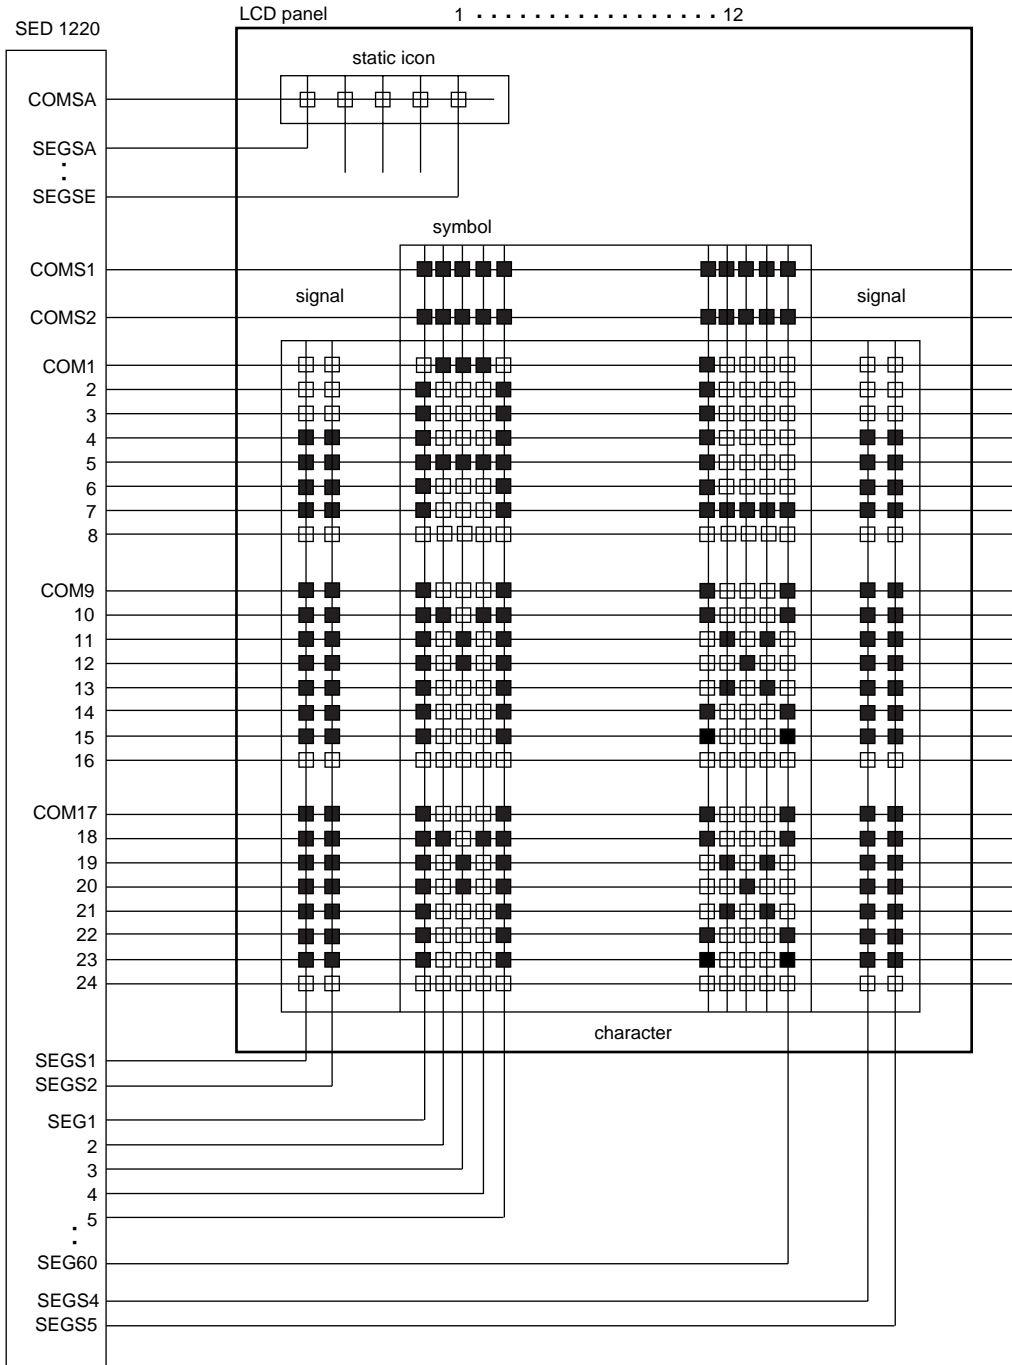 LCD panel 1 . . . . . . . . . . . . . . . . . 12
SED 1220
static icon
COMSA
SEGSA
:
SEGSE
symbol
COMS1
signal signal
COMS2
COM1
2
3
4
5
6
7
8
COM9
10
11
12
13
14
15
16
COM17
18
19
20
21
22
23
24
character
SEGS1
SEGS2
SEG1
2
3
4
5
:
SEG60
SEGS4
SEGS5